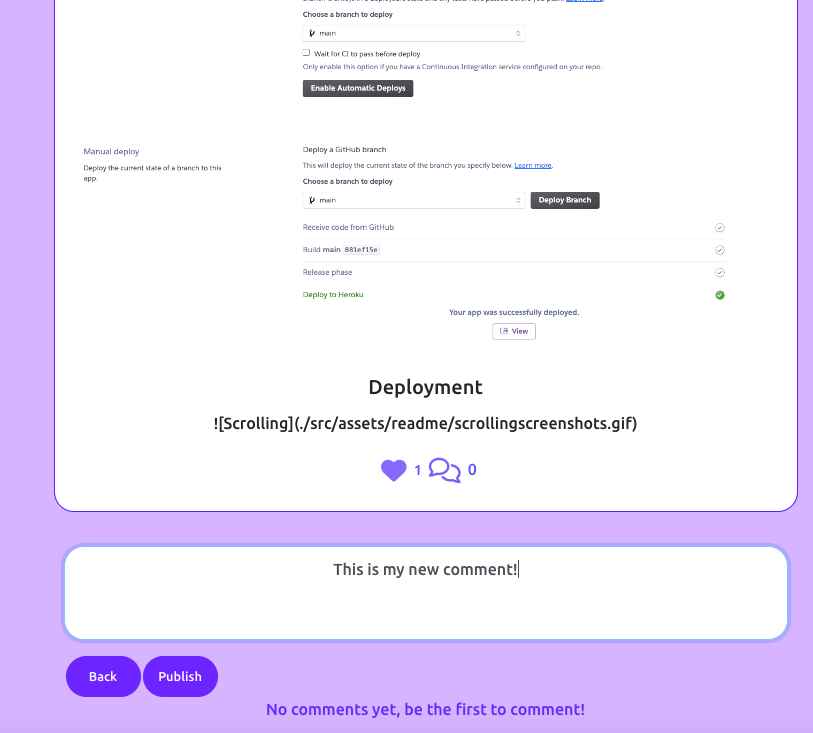 Choose a branch to deploy
main
Wait for CI to pass before deploy.
Only enable this option if you have a Continuous Integration service configured on your repo.
Enable Automatic Deploys
Manual deploy
Deploy the current state of a branch to this
app.
Deploy a GitHub branch
This will deploy the current state of the branch you specify below. Learn more.
Choose a branch to deploy
main
Deploy Branch
Receive code from GitHub
Build main 881ef15e
Release phase
Deploy to Heroku
Your app was successfully deployed.
View
Deployment
![Scrolling](./src/assets/readme/scrollingscreenshots.gif)
1 0
This is my new comment!
Back Publish
No comments yet, be the first to comment!